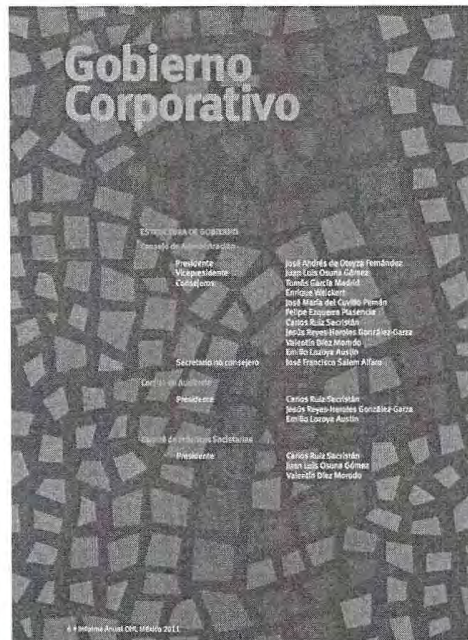 Gobierno
Corporativo
ESTRUCTURA DE GOBIERNO
Consejo de Administración
Presidente José Andrés de Oteyza Fernández
Vicepresidente Juan Luis Osuna Gómez
Consejeros Tomás García Madrid
Enrique Weickert
José María del Cuvillo Pemán
Felipe Ezquerra Plasencia
Carlos Ruiz Sacristán
Jesús Reyes-Heroles González-Garza
Valentín Díez Morodo
Emilio Lozoya Austin
Secretario no consejero José Francisco Salem Alfaro
Comité de Auditoría
Presidente Carlos Ruiz Sacristán
Jesús Reyes-Heroles González-Garza
Emilio Lozoya Austin
Comité de Prácticas Societarias
Presidente Carlos Ruiz Sacristán
Juan Luis Osuna Gómez
Valentín Díez Morodo
6 • Informe Anual OHL México 2011